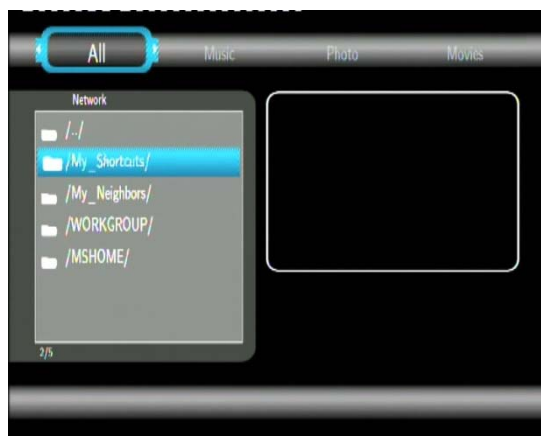 All Music Photo Movies
Network
/../
/My_Shortcuts/
/My_Neighbors/
/WORKGROUP/
/MSHOME/
2/5